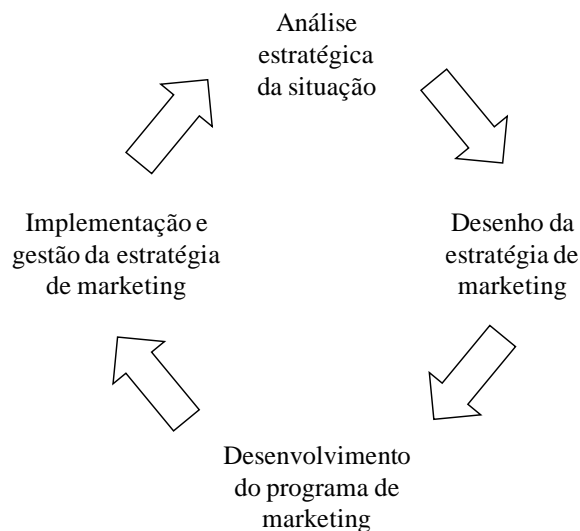 Análise
estratégica
da situação
Implementação e
gestão da estratégia
de marketing
Desenho da
estratégia de
marketing
Desenvolvimento
do programa de
marketing